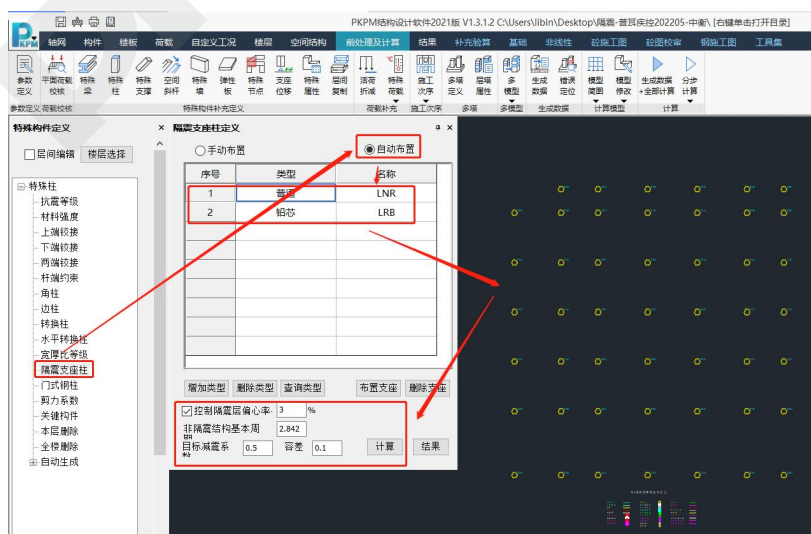 PKPM结构设计软件2021版 V1.3.1.2 C:\Users\libin\Desktop\隔震-普洱疾控202205-中衡\ [右键单击打开目录]
PKPM 轴网 构件 楼板 荷载 自定义工况 楼层 空间结构 前处理及计算 结果 补充验算 基础 非线性 砼施工图 砼图校审 钢施工图 工具集
参数 平面荷载 特殊 特殊 特殊 空间 特殊 弹性 特殊 支座 特殊 层间 活荷 特殊 施工 多塔 层塔 多 生成 错误 模型 模型 生成数据 分步
定义 校核 梁 柱 支撑 斜杆 墙 板 节点 位移 属性 复制 折减 荷载 次序 定义 属性 模型 数据 定位 简图 修改 +全部计算 计算
参数定义 荷载校核 特殊构件补充定义 荷载补充 施工次序 多塔 多模型 生成数据 计算模型 计算
特殊构件定义 ×
层间编辑 楼层选择
特殊柱
抗震等级
材料强度
上端铰接
下端铰接
两端铰接
杆端约束
角柱
边柱
转换柱
水平转换柱
宽厚比等级
隔震支座柱
门式钢柱
剪力系数
关键构件
本层删除
全楼删除
自动生成
隔震支座柱定义 ×
手动布置 自动布置
序号 类型 名称
1 普通 LNR
2 铅芯 LRB
增加类型 删除类型 查询类型 布置支座 删除支座
控制隔震层偏心率· 3 %
非隔震结构基本周 2.842
目标减震系 0.5 容差 0.1 计算 结果